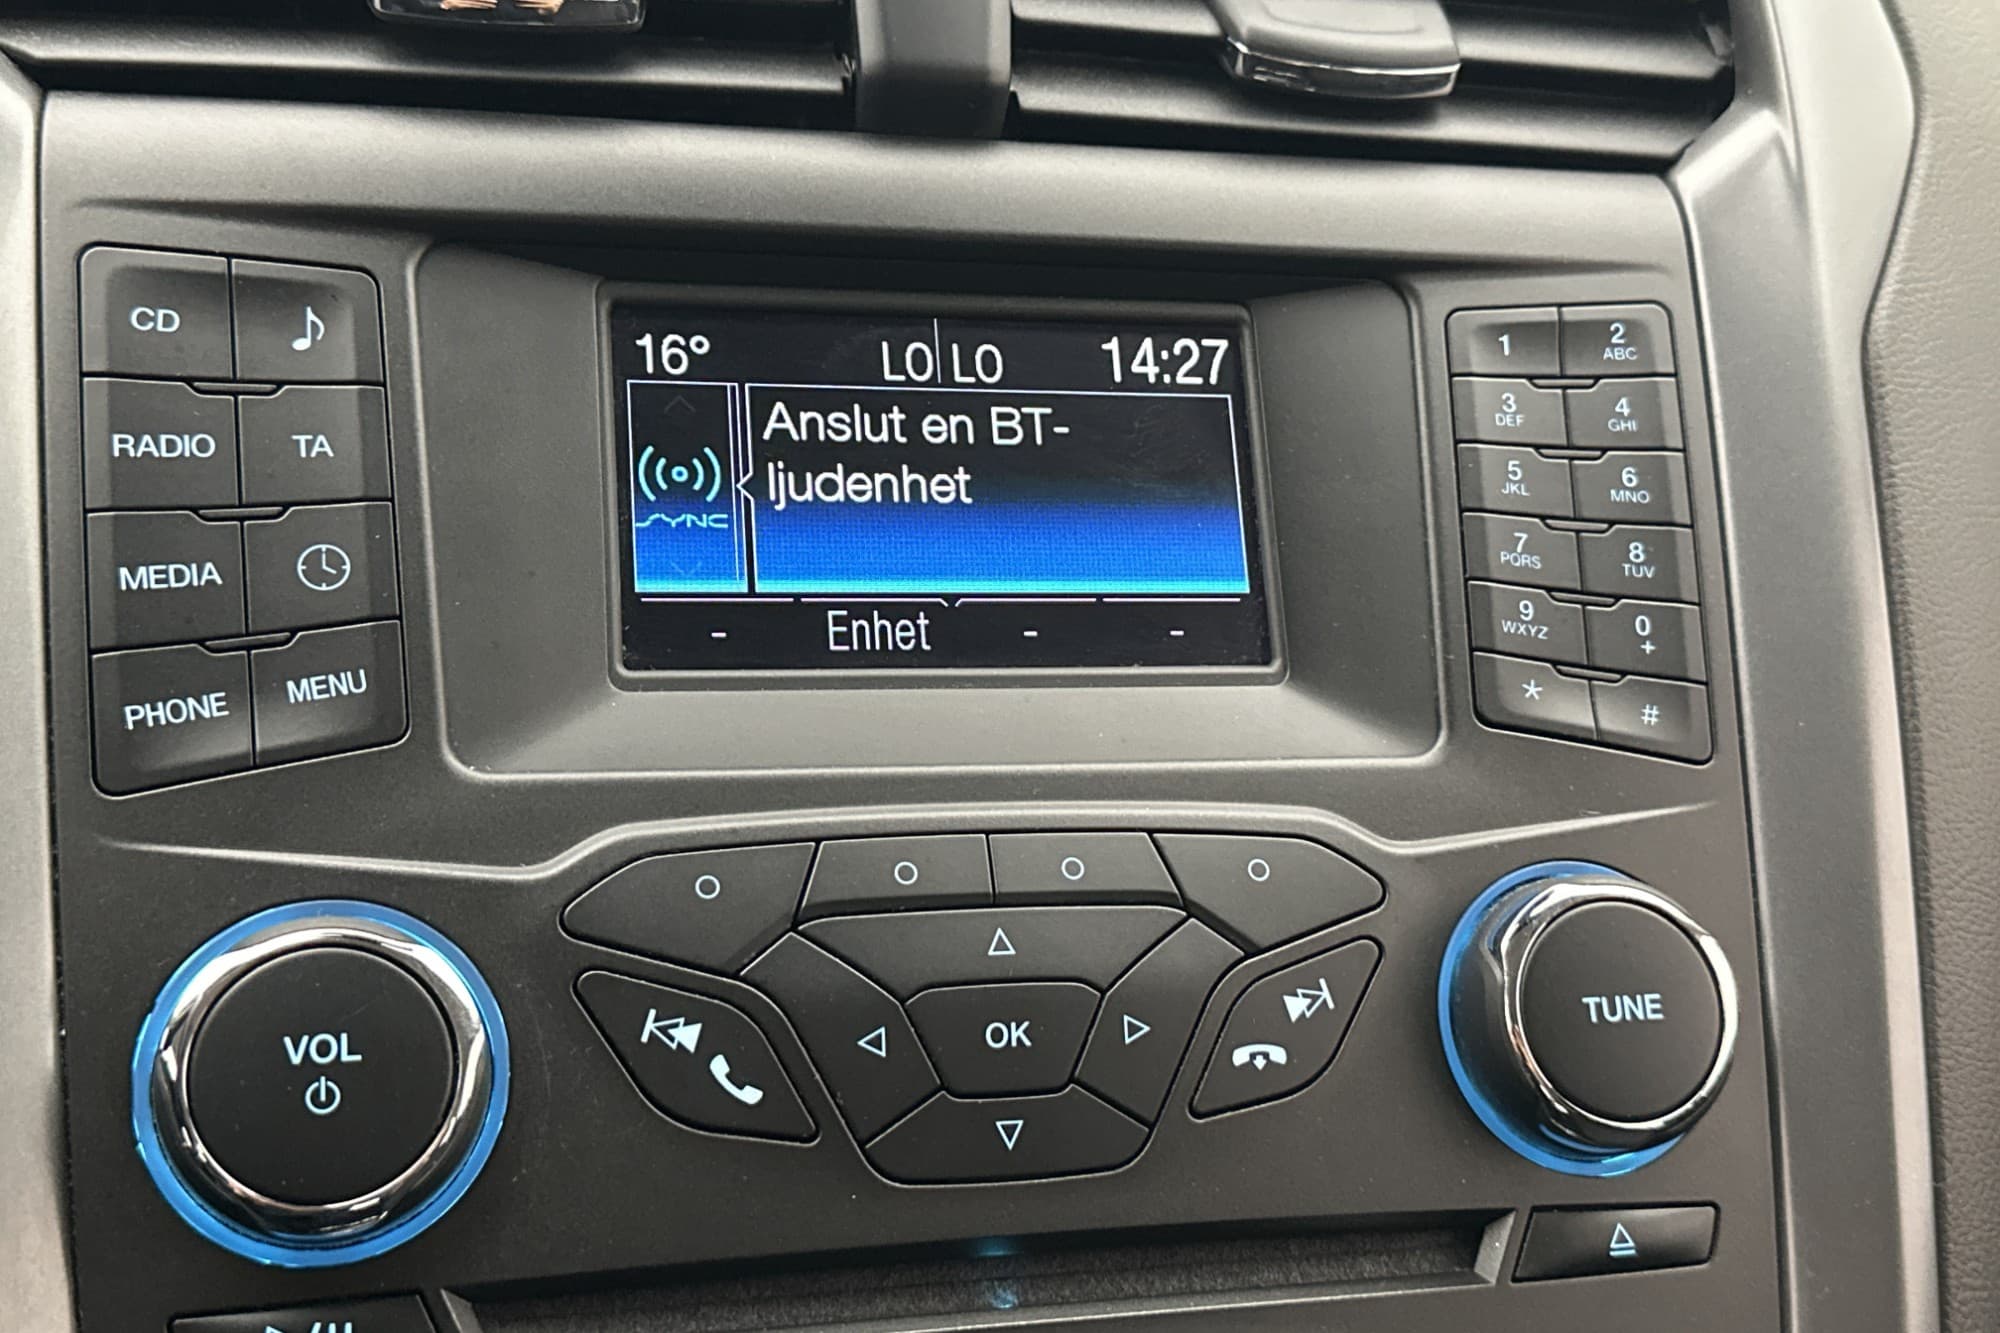 16° LO LO 14:27
Anslut en BT-
ljudenhet
SYNC
- Enhet - -
CD
RADIO TA
MEDIA
PHONE MENU
1 2 ABC
3 DEF 4 GHI
5 JKL 6 MNO
7 PQRS 8 TUV
9 WXYZ 0 +
* #
VOL
OK
TUNE